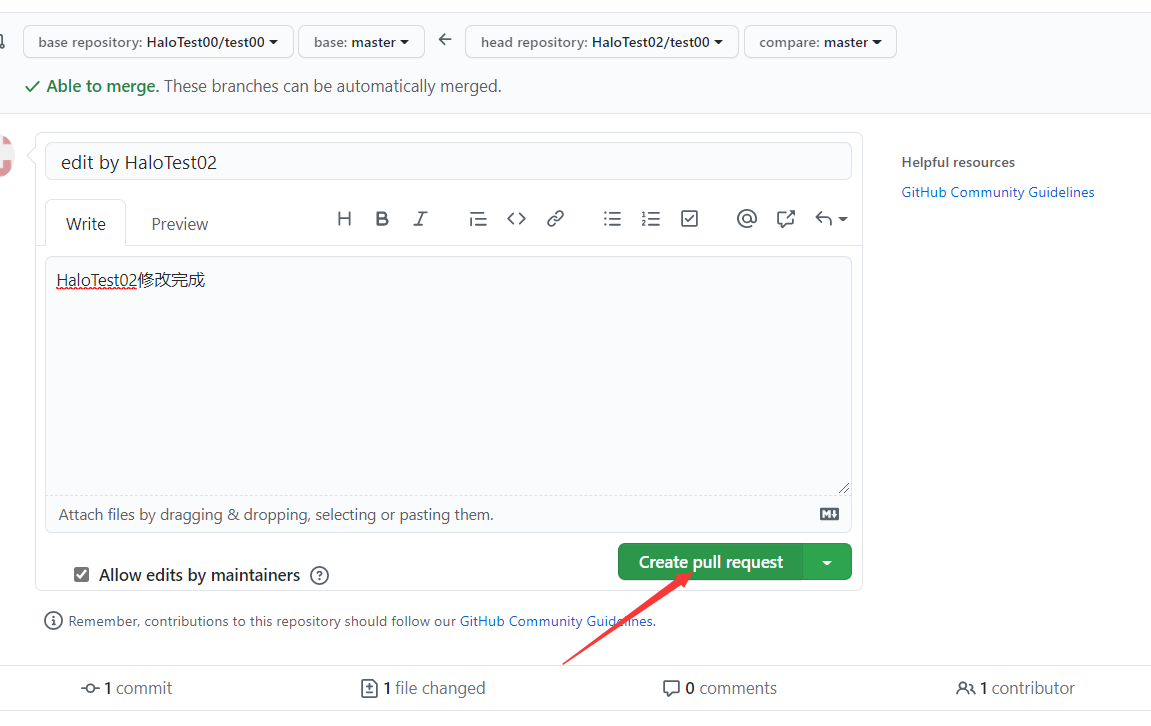 base repository: HaloTest00/test00 base: master head repository: HaloTest02/test00 compare: master
Able to merge. These branches can be automatically merged.
edit by HaloTest02
Helpful resources
GitHub Community Guidelines
Write Preview
HaloTest02修改完成
Attach files by dragging & dropping, selecting or pasting them.
Allow edits by maintainers
Create pull request
Remember, contributions to this repository should follow our GitHub Community Guidelines.
1 commit 1 file changed 0 comments 1 contributor